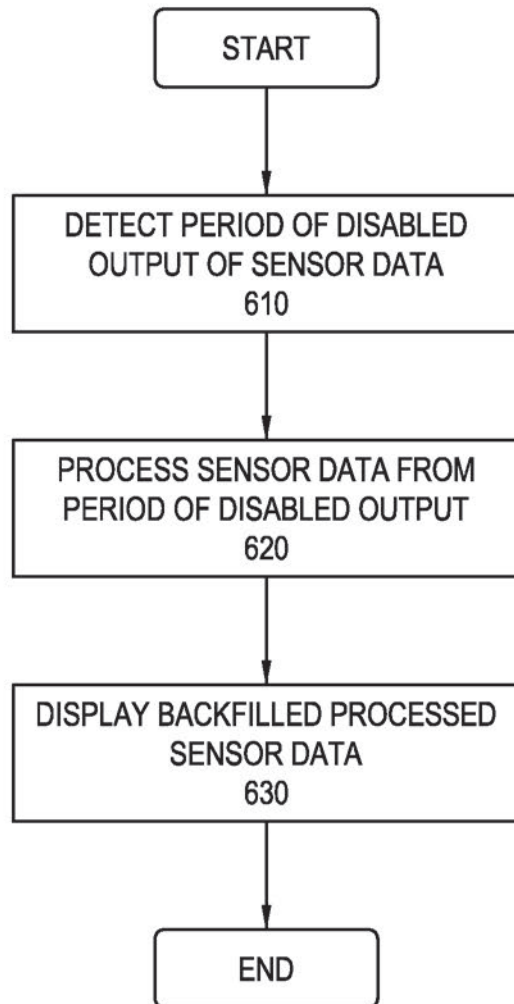 START
DETECT PERIOD OF DISABLED
OUTPUT OF SENSOR DATA
610
PROCESS SENSOR DATA FROM
PERIOD OF DISABLED OUTPUT
620
DISPLAY BACKFILLED PROCESSED
SENSOR DATA
630
END